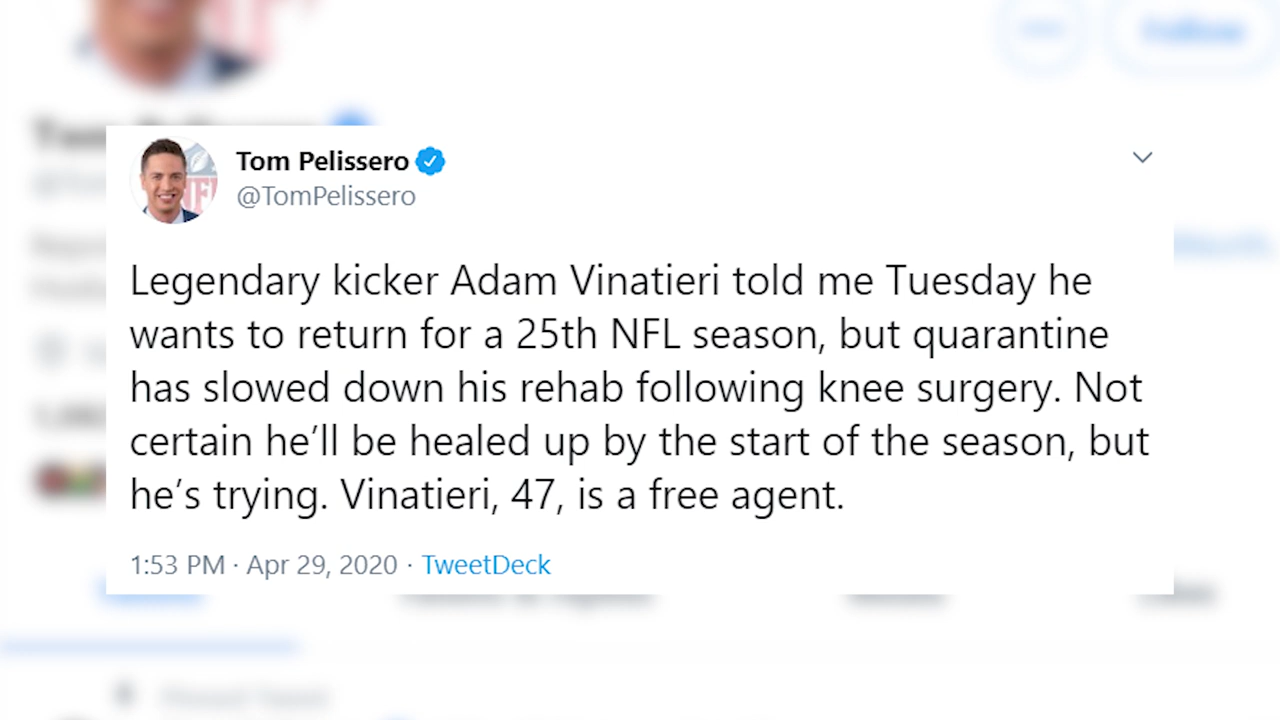 Tom Pelissero
@TomPelissero
Legendary kicker Adam Vinatieri told me Tuesday he
wants to return for a 25th NFL season, but quarantine
has slowed down his rehab following knee surgery. Not
certain he’ll be healed up by the start of the season, but
he’s trying. Vinatieri, 47, is a free agent.
1:53 PM · Apr 29, 2020 · TweetDeck